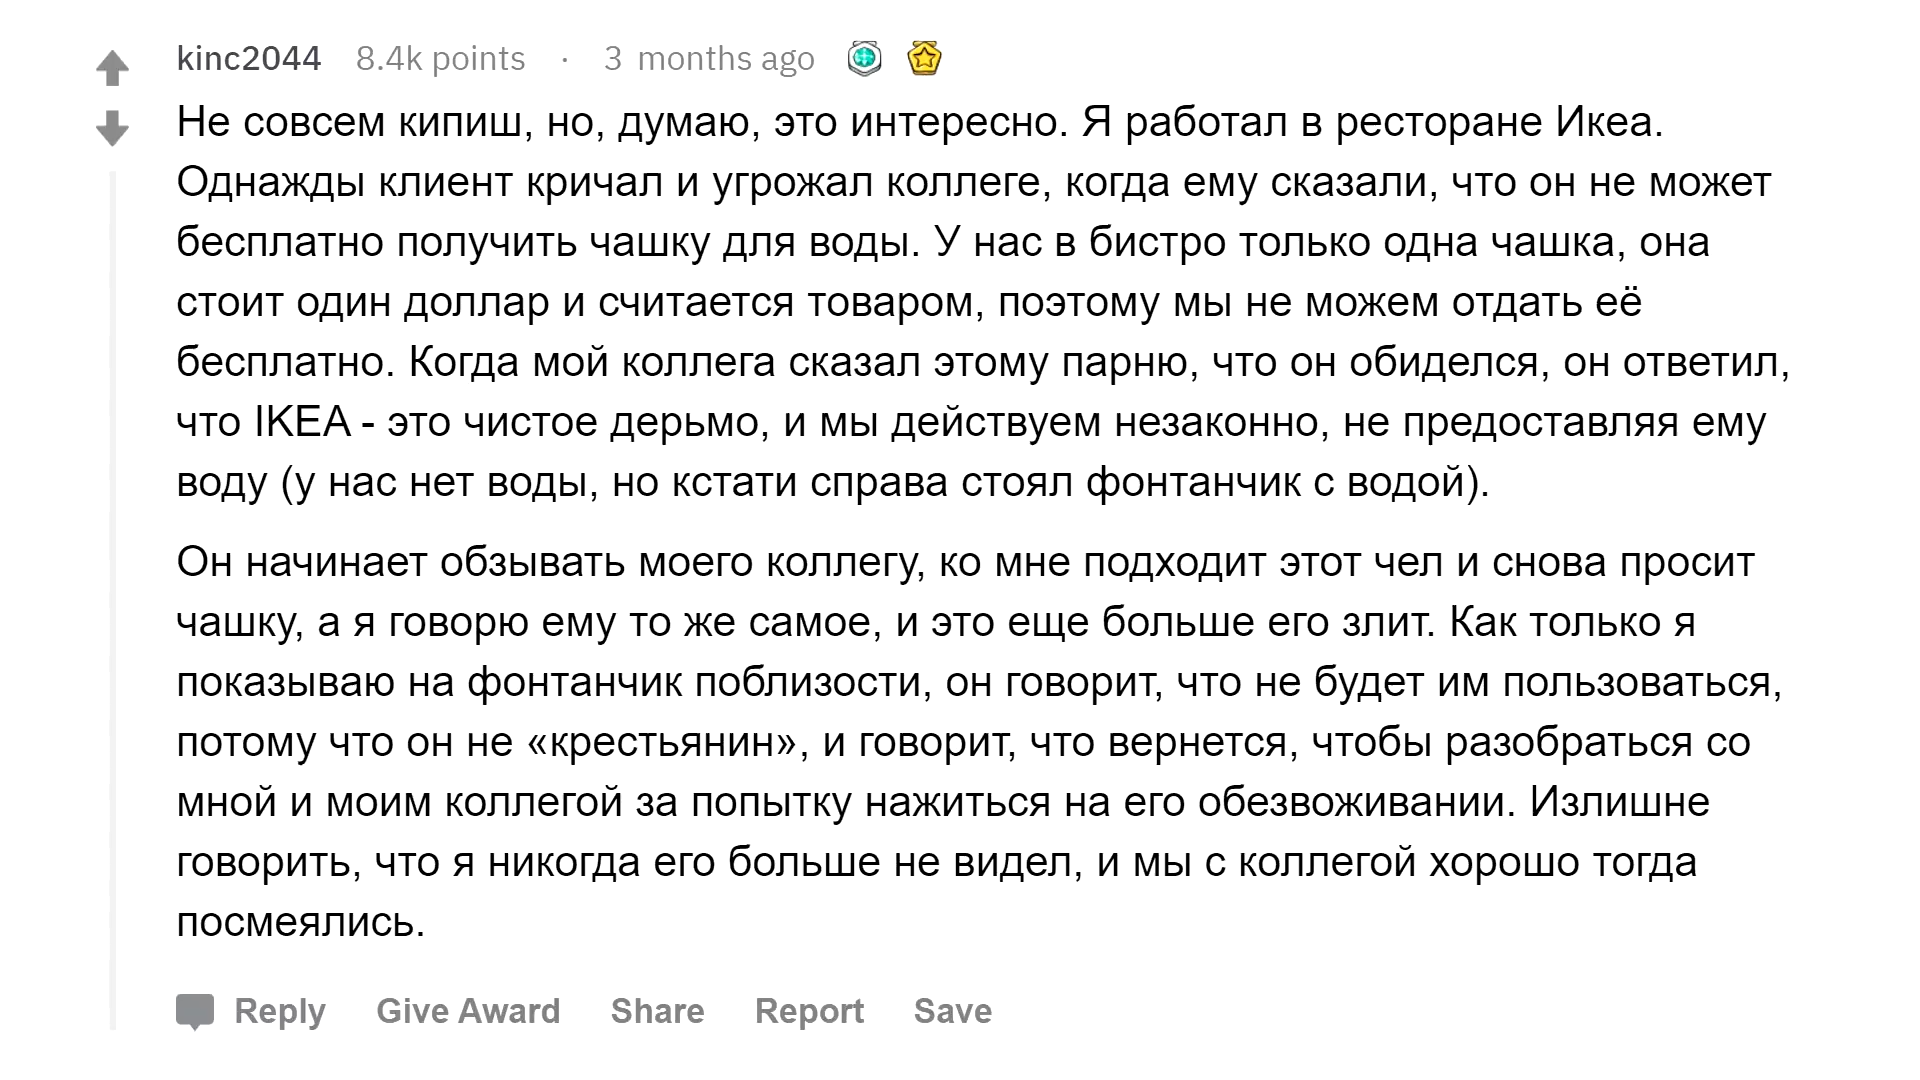 kinc2044 8.4k points · 3 months ago
Не совсем кипиш, но, думаю, это интересно. Я работал в ресторане Икеа.
Однажды клиент кричал и угрожал коллеге, когда ему сказали, что он не может
бесплатно получить чашку для воды. У нас в бистро только одна чашка, она
стоит один доллар и считается товаром, поэтому мы не можем отдать её
бесплатно. Когда мой коллега сказал этому парню, что он обиделся, он ответил,
что IKEA - это чистое дерьмо, и мы действуем незаконно, не предоставляя ему
воду (у нас нет воды, но кстати справа стоял фонтанчик с водой).
Он начинает обзывать моего коллегу, ко мне подходит этот чел и снова просит
чашку, а я говорю ему то же самое, и это еще больше его злит. Как только я
показываю на фонтанчик поблизости, он говорит, что не будет им пользоваться,
потому что он не «крестьянин», и говорит, что вернется, чтобы разобраться со
мной и моим коллегой за попытку нажиться на его обезвоживании. Излишне
говорить, что я никогда его больше не видел, и мы с коллегой хорошо тогда
посмеялись.
Reply Give Award Share Report Save